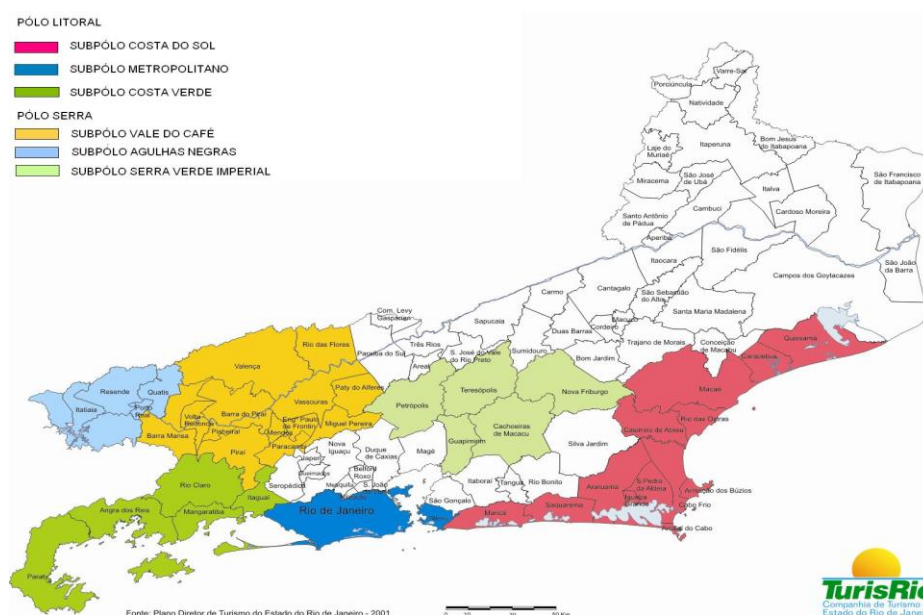 PÓLO LITORAL
SUBPÓLO COSTA DO SOL
SUBPÓLO METROPOLITANO
SUBPÓLO COSTA VERDE
PÓLO SERRA
SUBPÓLO VALE DO CAFÉ
SUBPÓLO AGULHAS NEGRAS
SUBPÓLO SERRA VERDE IMPERIAL
Varre-Sai
Porciúncula
Natividade
Laje do
Muriaé
Itaperuna
Bom Jesus
do Itabapoana
São Francisco
de Itabapoana
Miracema
São José
de Ubá
Italva
Cardoso Moreira
Santo Antônio
de Pádua
Cambuci
Aperibé
São Fidélis
Itaocara
São João
da Barra
Campos dos Goytacazes
Cantagalo
São Sebastião
do Alto
Carmo
Santa Maria Madalena
Macuco
Cordeiro
Duas Barras
Com. Levy
Gasparian
Sapucaia
Três Rios
Paraíba do Sul
Areal
S. José do Vale
do Rio Preto
Sumidouro
Bom Jardim
Trajano de Morais
Conceição
de Macabu
Quissama
Carapebus
Rio das Flores
Valença
Resende
Quatis
Itatiaia
Porto
Real
Paty do Alferes
Vassouras
Miguel Pereira
Barra do Piraí
Volta
Redonda
Pinheiral
Barra Mansa
Engº Paulo
de Frontin
Mendes
Paracambi
Piraí
Petrópolis
Teresópolis
Nova Friburgo
Macaé
Rio das Ostras
Casimiro de Abreu
Cachoeiras
de Macacu
Guapimirim
Silva Jardim
Magé
Duque
de Caxias
Nova
Iguaçu
Japeri
Queimados
Belford
Roxo
Mesquita
S. João
Seropédica
Itaguaí
Rio Claro
Angra dos Reis
Mangaratiba
Paraty
Rio de Janeiro
São Gonçalo
Itaboraí
Tanguá
Rio Bonito
Araruama
S. Pedro
da Aldeia
Iguaba
Grande
Armação dos Búzios
Cabo Frio
Arraial do Cabo
Maricá
Saquarema
Fonte: Plano Diretor de Turismo do Estado do Rio de Janeiro - 2001
TurisRio
Companhia de Turismo
Estado do Rio de Jane